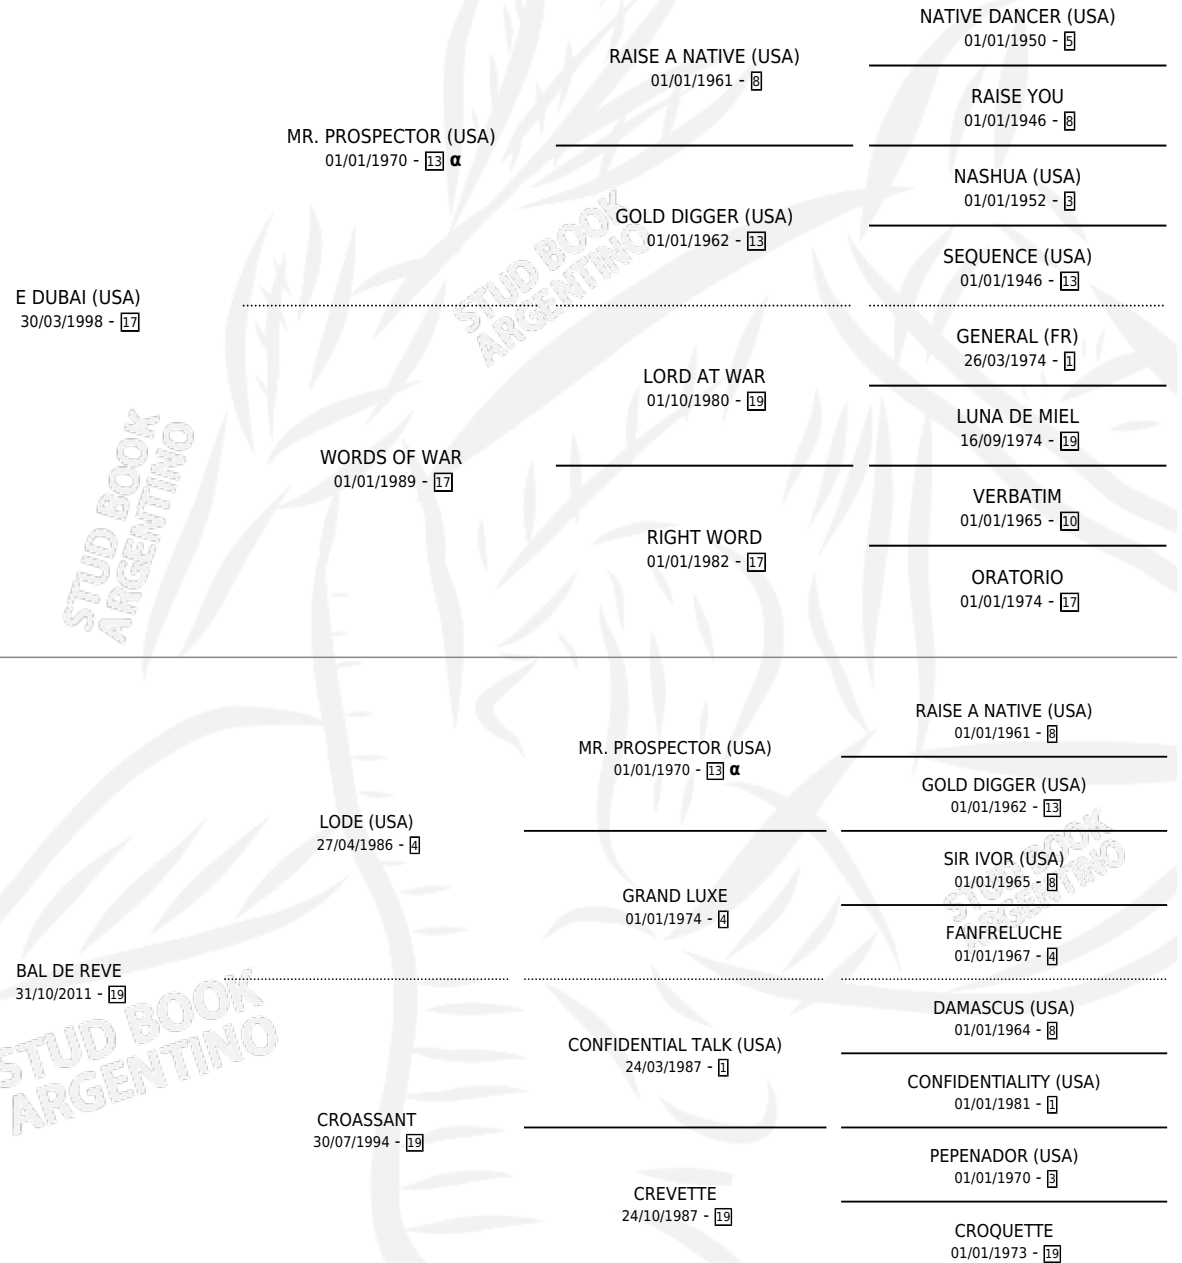 NATIVE DANCER (USA)
01/01/1950 - 5
RAISE A NATIVE (USA)
01/01/1961 - 8
RAISE YOU
01/01/1946 - 8
MR. PROSPECTOR (USA)
01/01/1970 - 13 α
NASHUA (USA)
01/01/1952 - 3
GOLD DIGGER (USA)
01/01/1962 - 13
SEQUENCE (USA)
01/01/1946 - 13
E DUBAI (USA)
30/03/1998 - 17
GENERAL (FR)
26/03/1974 - 1
LORD AT WAR
01/10/1980 - 19
LUNA DE MIEL
16/09/1974 - 19
WORDS OF WAR
01/01/1989 - 17
VERBATIM
01/01/1965 - 10
RIGHT WORD
01/01/1982 - 17
ORATORIO
01/01/1974 - 17
RAISE A NATIVE (USA)
01/01/1961 - 8
MR. PROSPECTOR (USA)
01/01/1970 - 13 α
GOLD DIGGER (USA)
01/01/1962 - 13
LODE (USA)
27/04/1986 - 4
SIR IVOR (USA)
01/01/1965 - 8
GRAND LUXE
01/01/1974 - 4
FANFRELUCHE
01/01/1967 - 4
BAL DE REVE
31/10/2011 - 19
DAMASCUS (USA)
01/01/1964 - 8
CONFIDENTIAL TALK (USA)
24/03/1987 - 1
CONFIDENTIALITY (USA)
01/01/1981 - 1
CROASSANT
30/07/1994 - 19
PEPENADOR (USA)
01/01/1970 - 3
CREVETTE
24/10/1987 - 19
CROQUETTE
01/01/1973 - 19
STUD BOOK
ARGENTINO
STUD BOOK
ARGENTINO
STUD BOOK
ARGENTINO
STUD BOOK
ARGENTINO